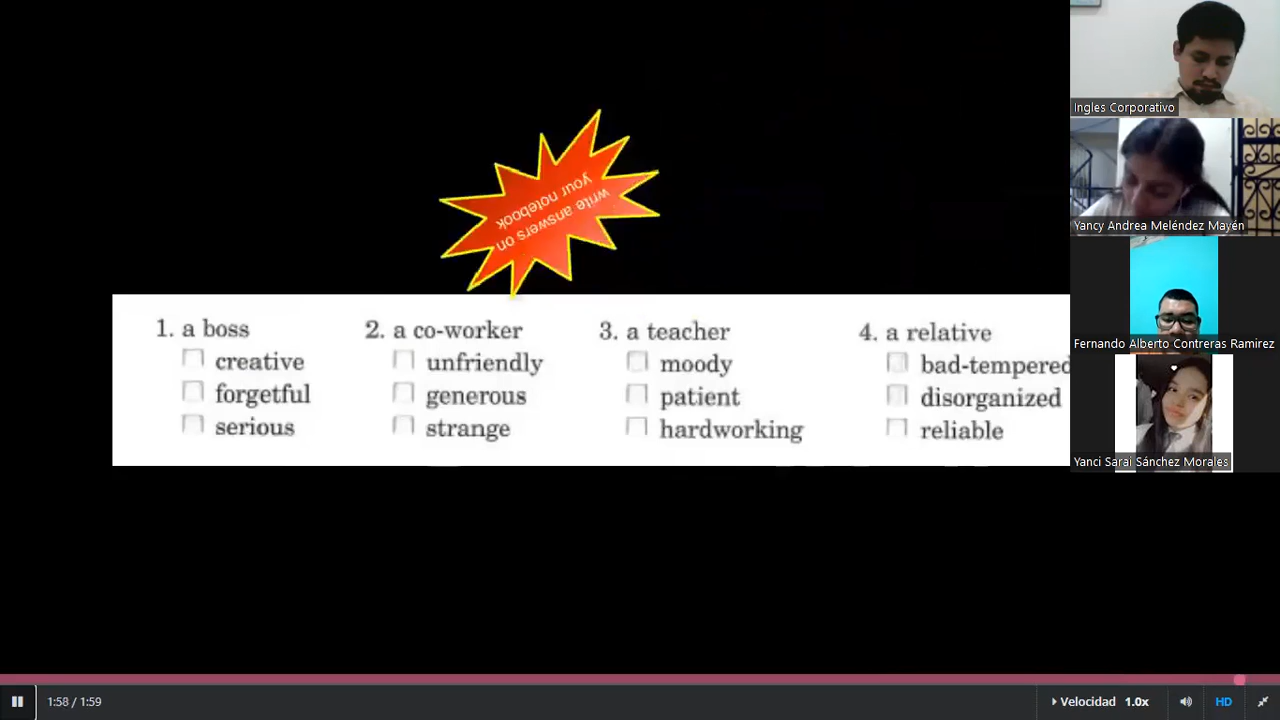 write answers on
your notebook
1. a boss
creative
forgetful
serious
2. a co-worker
unfriendly
generous
strange
3. a teacher
moody
patient
hardworking
4. a relative
bad-tempered
disorganized
reliable
Ingles Corporativo
Yancy Andrea Meléndez Mayén
Fernando Alberto Contreras Ramirez
Yanci Sarai Sánchez Morales
1:58 / 1:59
Velocidad 1.0x
HD